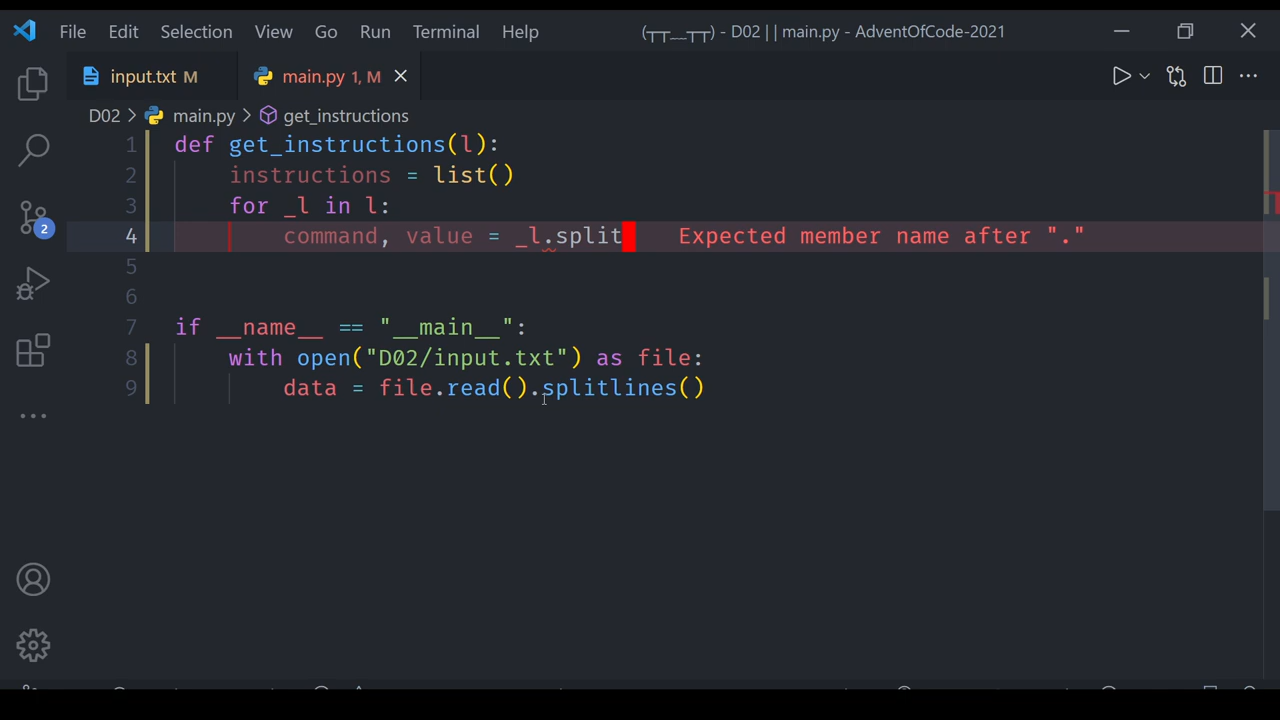 File Edit Selection View Go Run Terminal Help (┬┬﹏┬┬) - D02 | | main.py - AdventOfCode-2021
input.txt M main.py 1, M
D02 > main.py > get_instructions
1 def get_instructions(l):
2 instructions = list()
3 for _l in l:
4 command, value = _l.split Expected member name after "."
5
6
7 if __name__ == "__main__":
8 with open("D02/input.txt") as file:
9 data = file.read().splitlines()
2